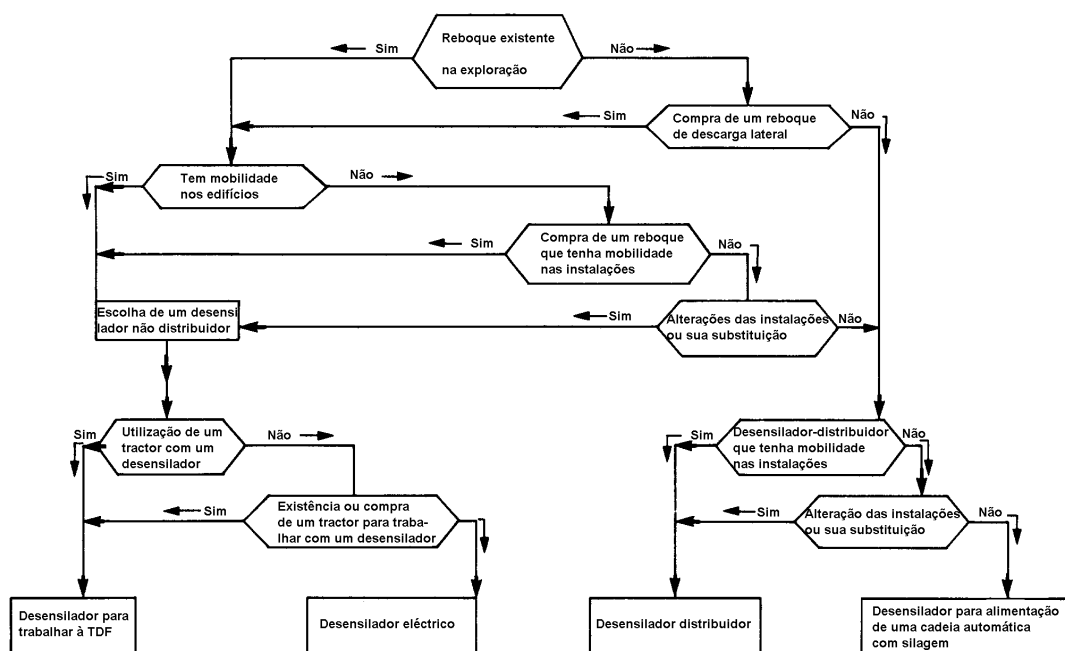 Reboque existente
na exploração
Sim
Não
Compra de um reboque
de descarga lateral
Sim
Não
Tem mobilidade
nos edifícios
Sim
Não
Compra de um reboque
que tenha mobilidade
nas instalações
Sim
Não
Escolha de um desensi
lador não distribuidor
Alterações das instalações
ou sua substituição
Sim
Não
Utilização de um
tractor com um
desensilador
Sim
Não
Desensilador-distribuidor
que tenha mobilidade
nas instalações
Sim
Não
Existência ou compra
de um tractor para traba-
lhar com um desensilador
Sim
Alteração das instalações
ou sua substituição
Sim
Não
Desensilador para
trabalhar à TDF
Desensilador eléctrico
Desensilador distribuidor
Desensilador para alimentação
de uma cadeia automática
com silagem